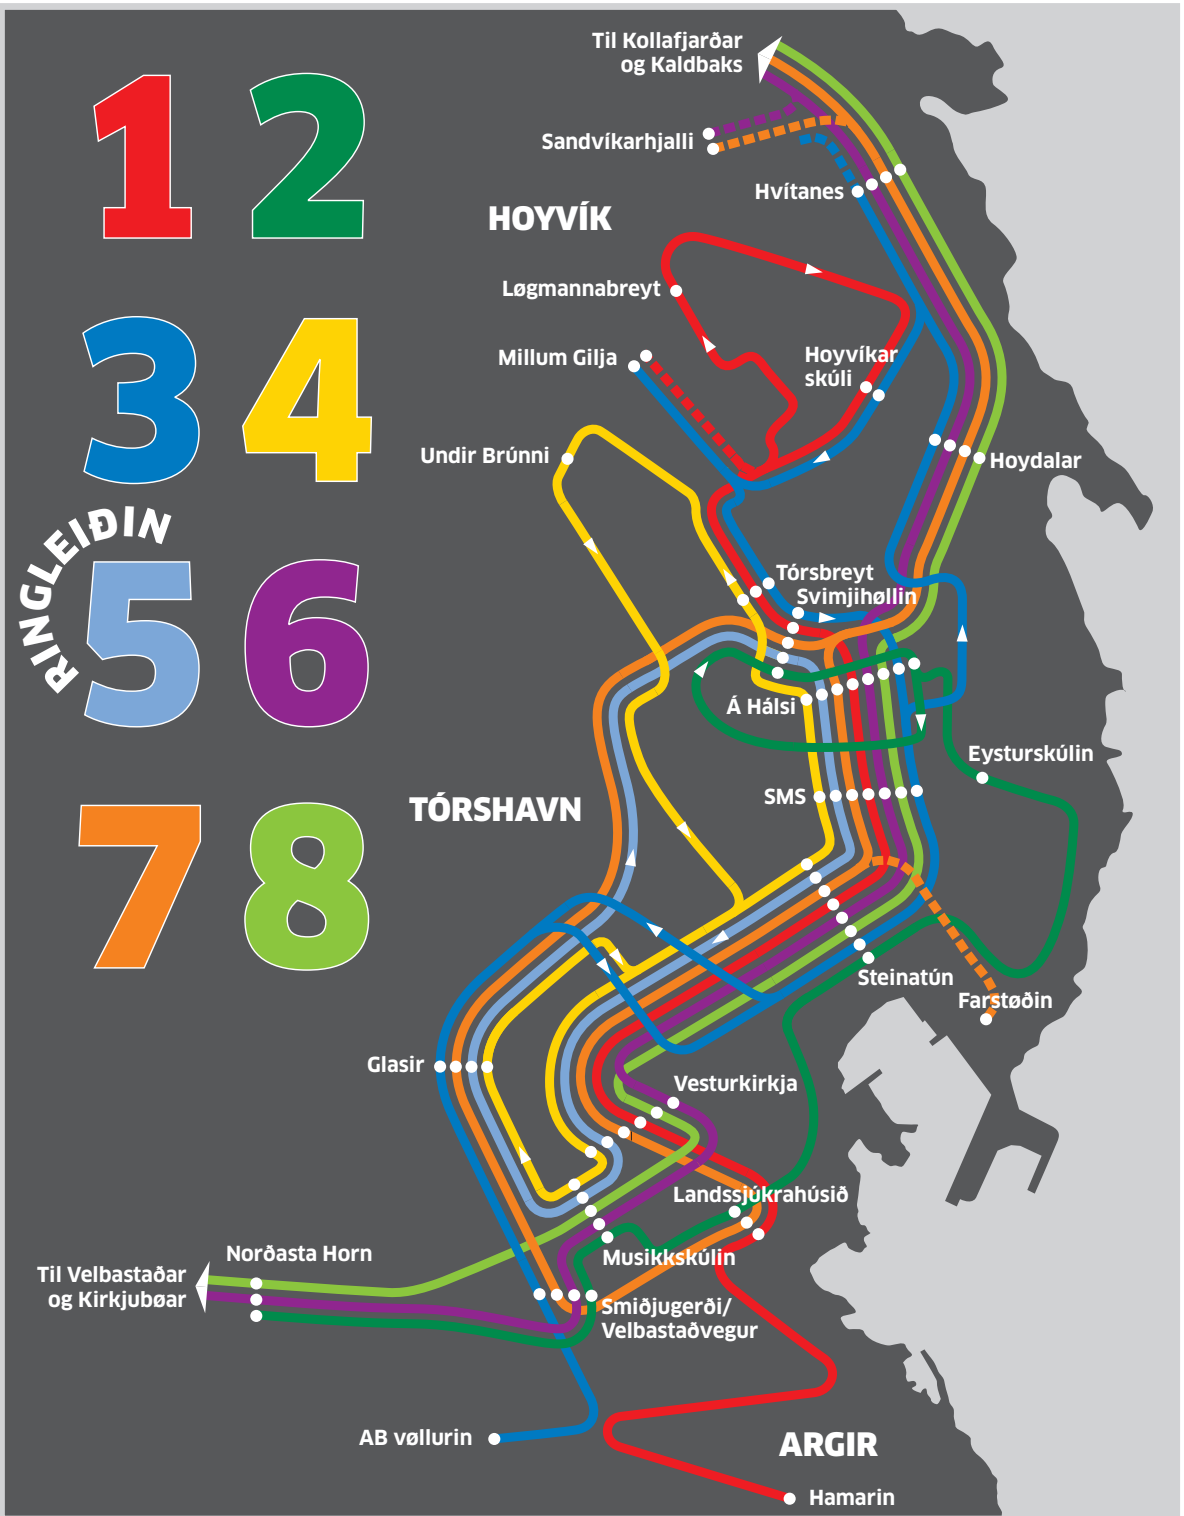 Til Kollafjarðar
og Kaldbaks
1 2
Sandvíkarhjalli
Hvítanes
HOYVÍK
Løgmannabreyt
3 4
Millum Gilja
Hoyvíkar
skúli
Undir Brúnni
Hoydalar
RINGLEIÐIN
5 6
Tórsbreyt
Svimjihøllin
Á Hálsi
Eysturskúlin
SMS
TÓRSHAVN
7 8
Steinatún
Farstøðin
Glasir
Vesturkirkja
Landssjúkrahúsið
Norðasta Horn
Musikkskúlin
Til Velbastaðar
og Kirkjubøar
Smiðjugerði/
Velbastaðvegur
AB vøllurin
ARGIR
Hamarin